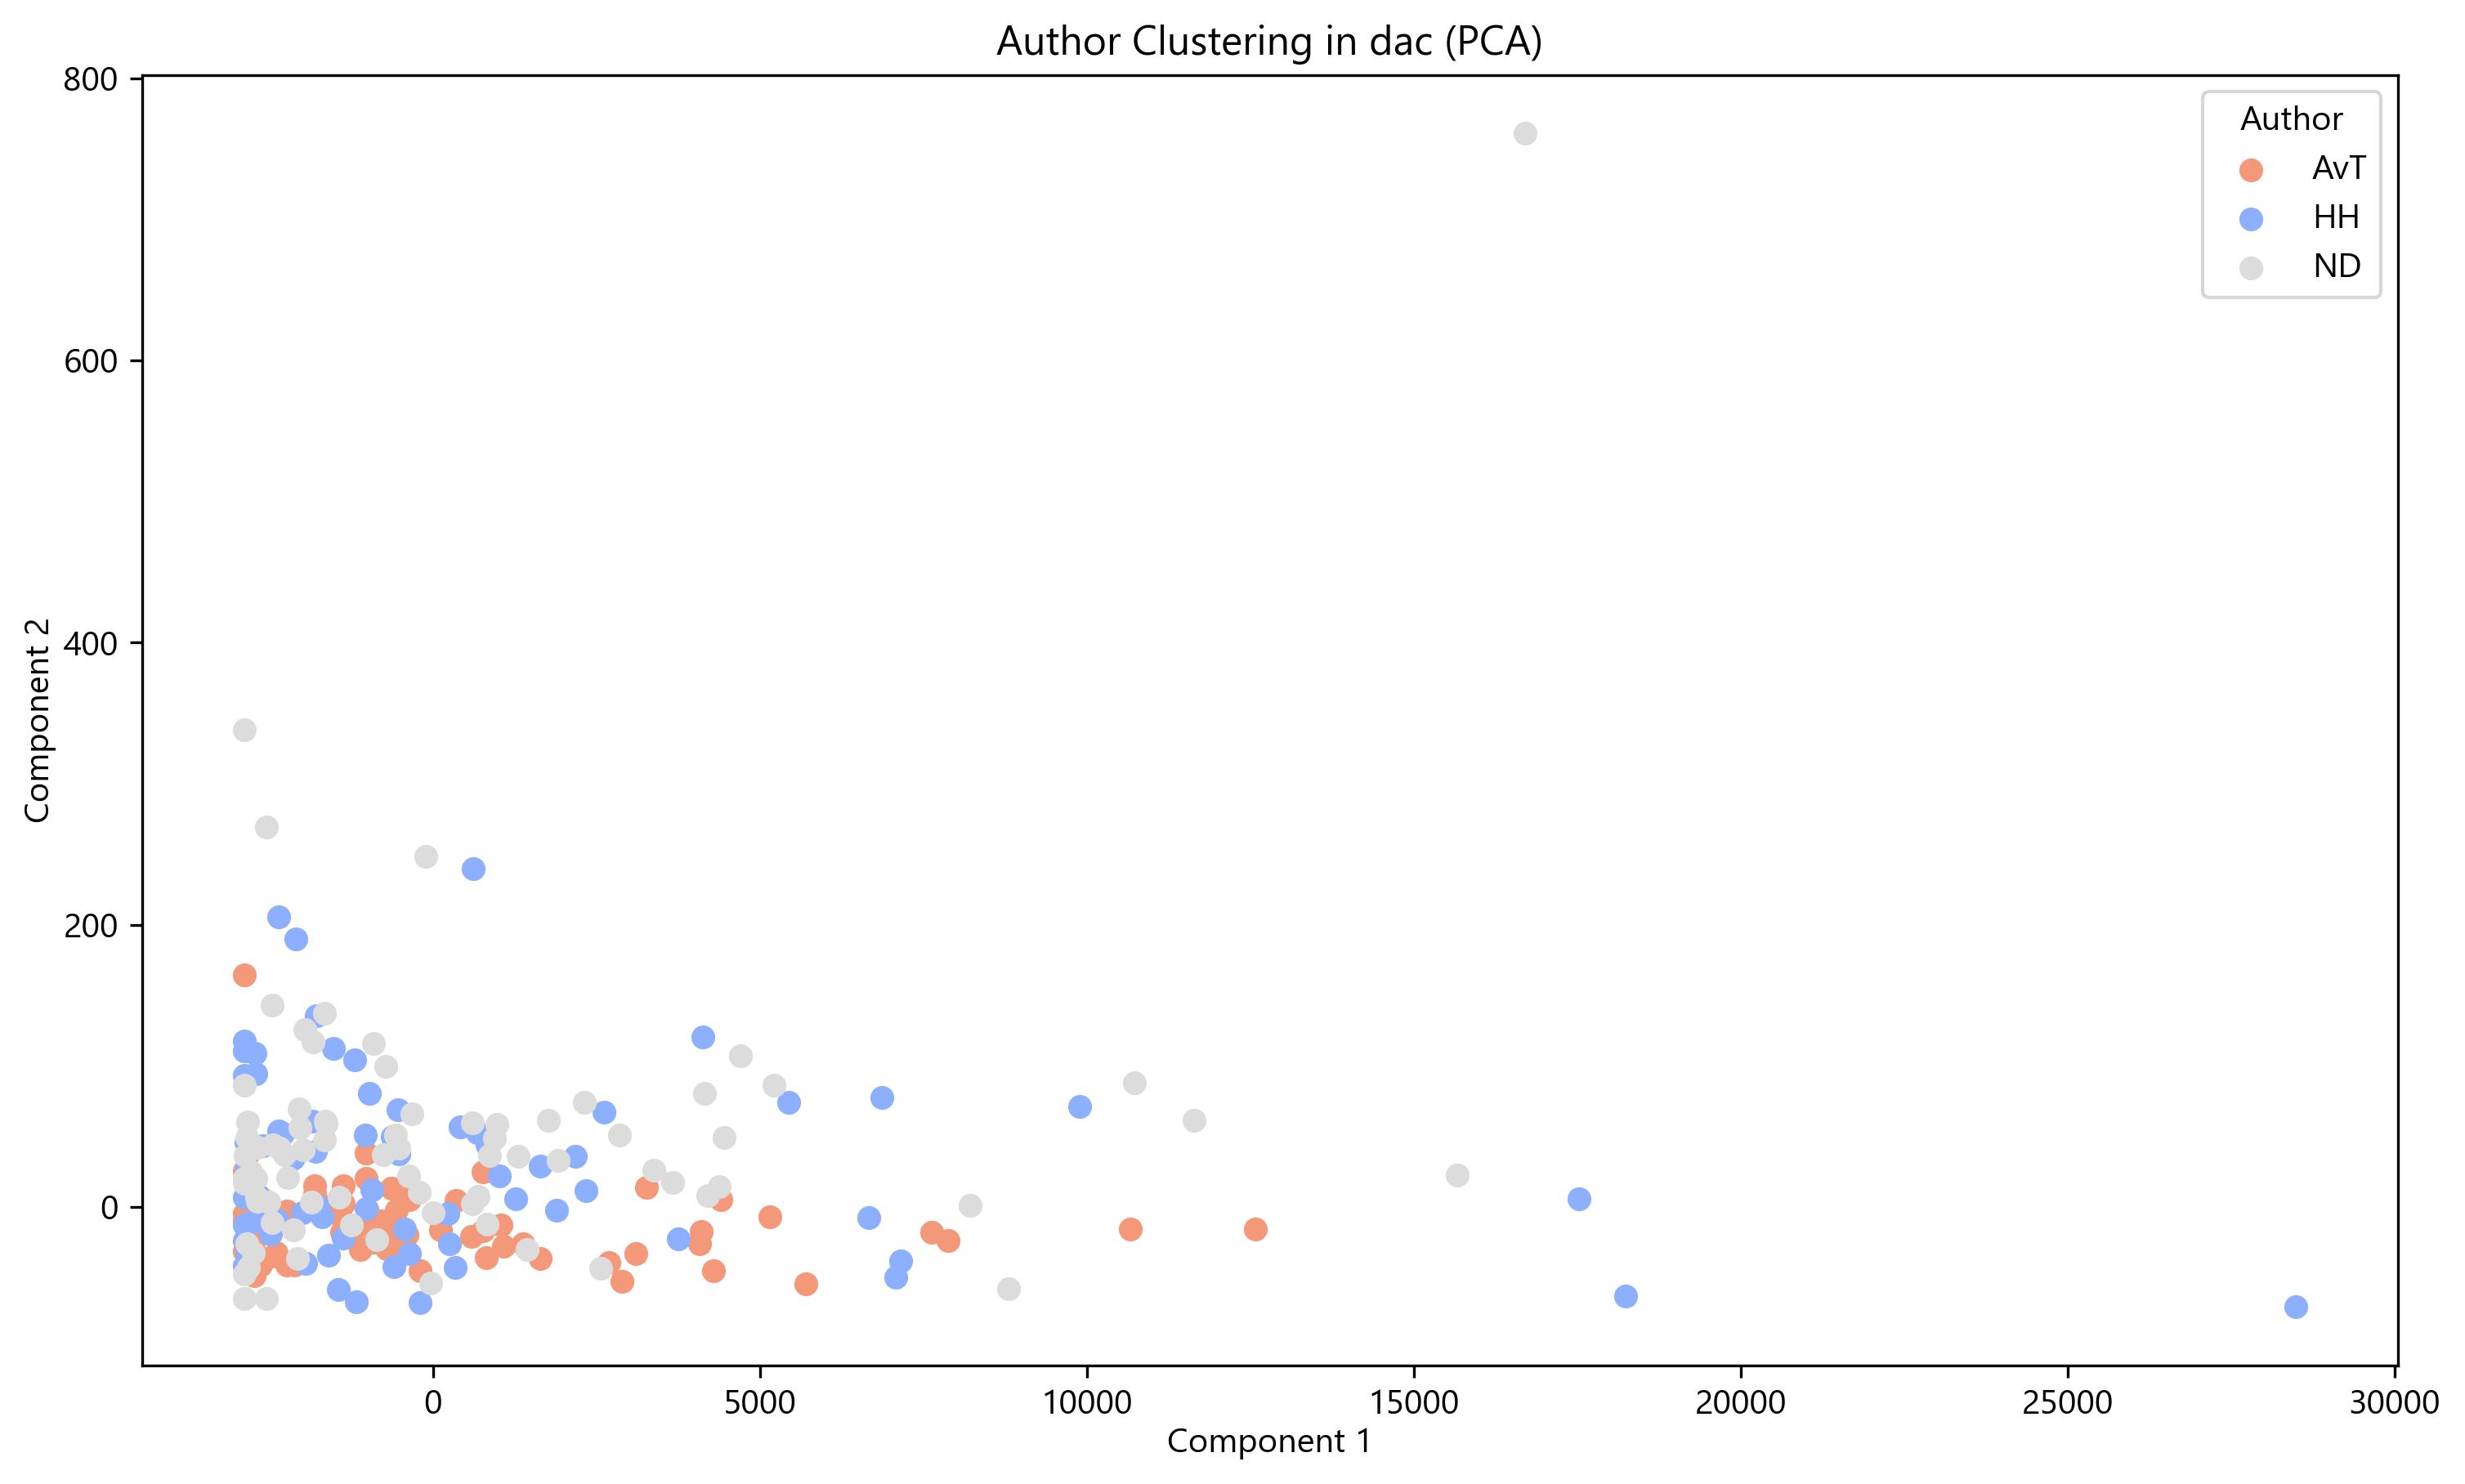 Author Clustering in dac (PCA)
800
600
400
200
0
Component 2
Author
AvT
HH
ND
0
5000
10000
15000
20000
25000
30000
Component 1